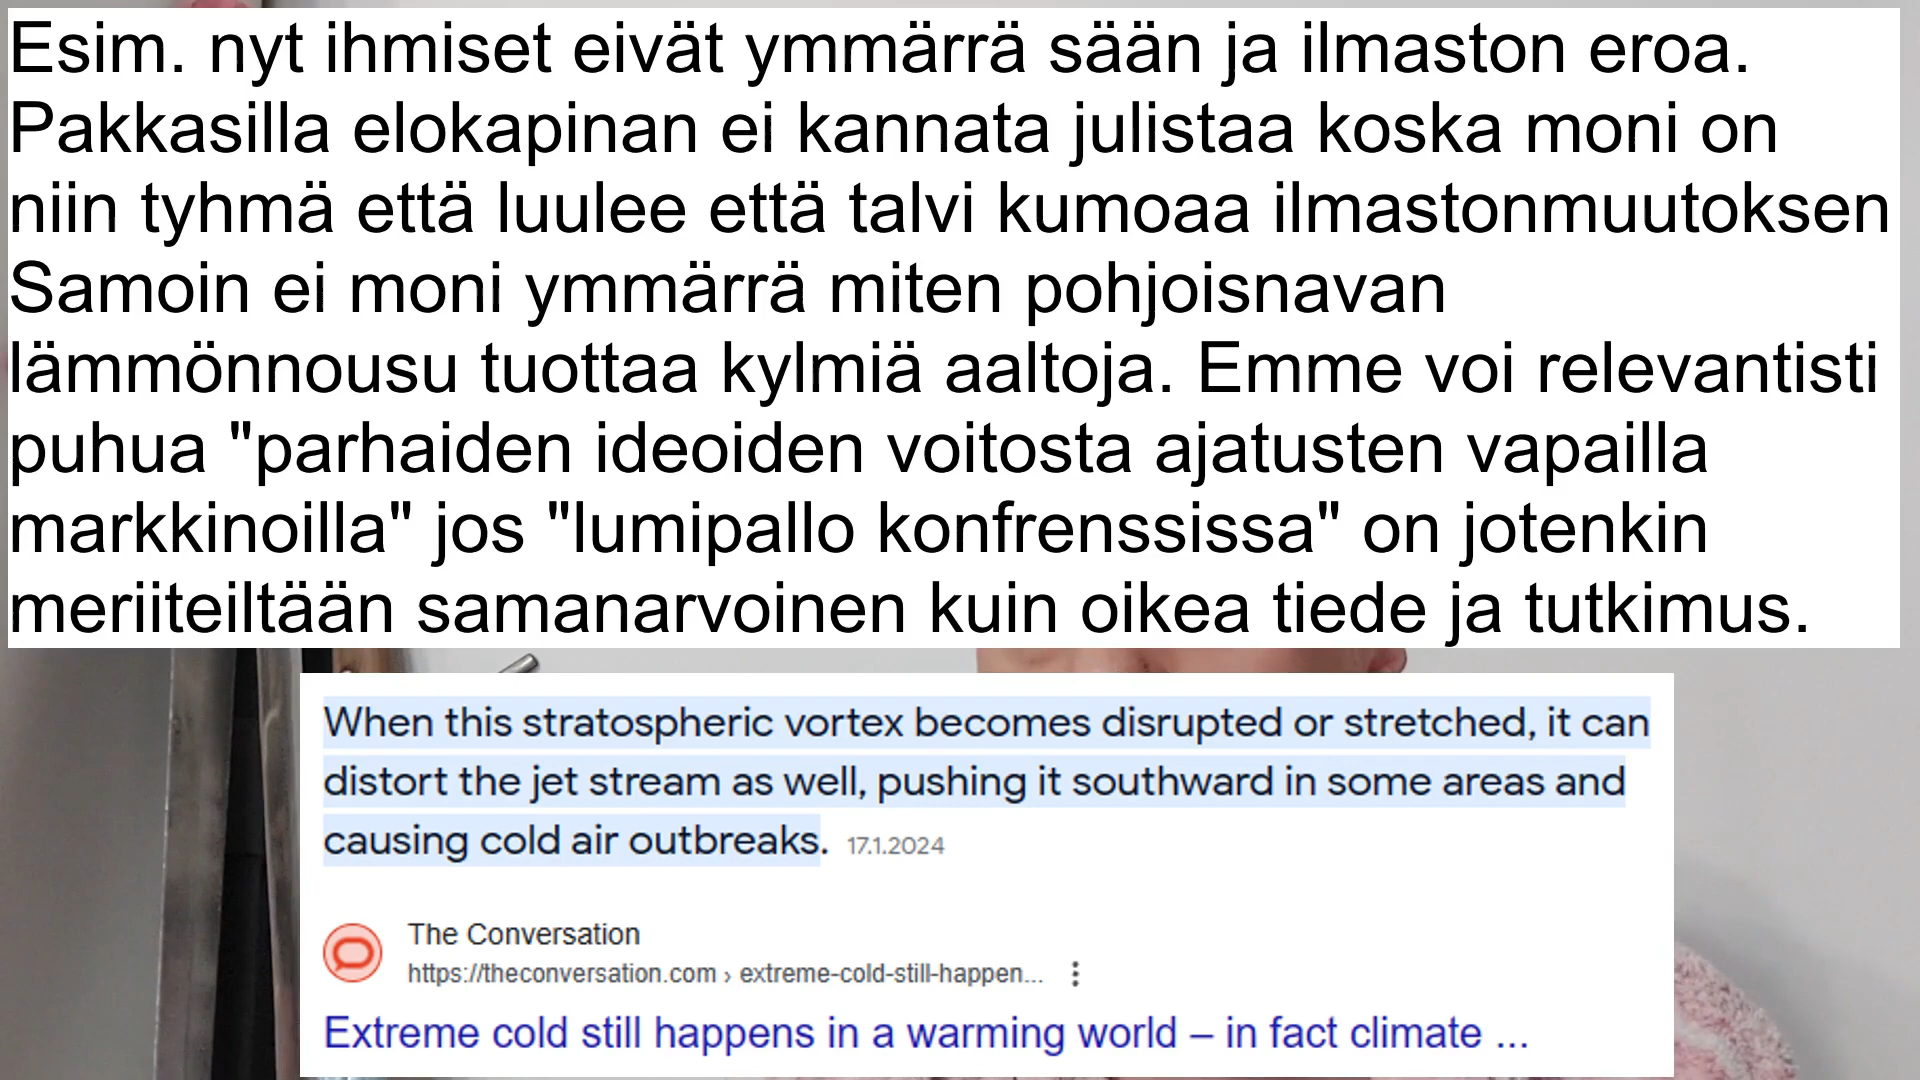 Esim. nyt ihmiset eivät ymmärrä sään ja ilmaston eroa.
Pakkasilla elokapinan ei kannata julistaa koska moni on
niin tyhmä että luulee että talvi kumoaa ilmastonmuutoksen
Samoin ei moni ymmärrä miten pohjoisnavan
lämmönnousu tuottaa kylmiä aaltoja. Emme voi relevantisti
puhua "parhaiden ideoiden voitosta ajatusten vapailla
markkinoilla" jos "lumipallo konfrenssissa" on jotenkin
meriiteiltään samanarvoinen kuin oikea tiede ja tutkimus.
When this stratospheric vortex becomes disrupted or stretched, it can
distort the jet stream as well, pushing it southward in some areas and
causing cold air outbreaks. 17.1.2024
The Conversation
https://theconversation.com › extreme-cold-still-happen...
Extreme cold still happens in a warming world – in fact climate ...